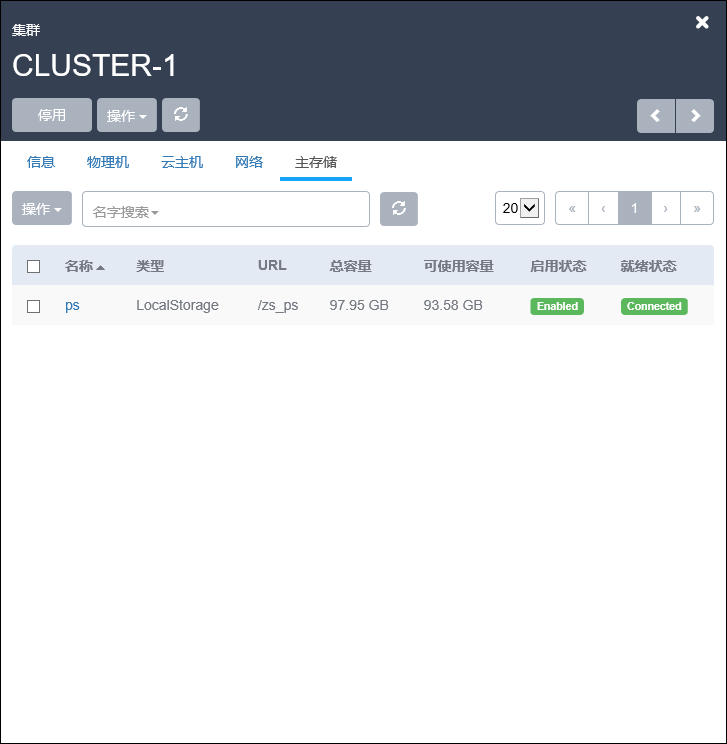 集群
CLUSTER-1
停用 操作
信息 物理机 云主机 网络 主存储
操作 名字搜索 20 « ‹ 1 › »
名称 类型 URL 总容量 可使用容量 启用状态 就绪状态
ps LocalStorage /zs_ps 97.95 GB 93.58 GB Enabled Connected